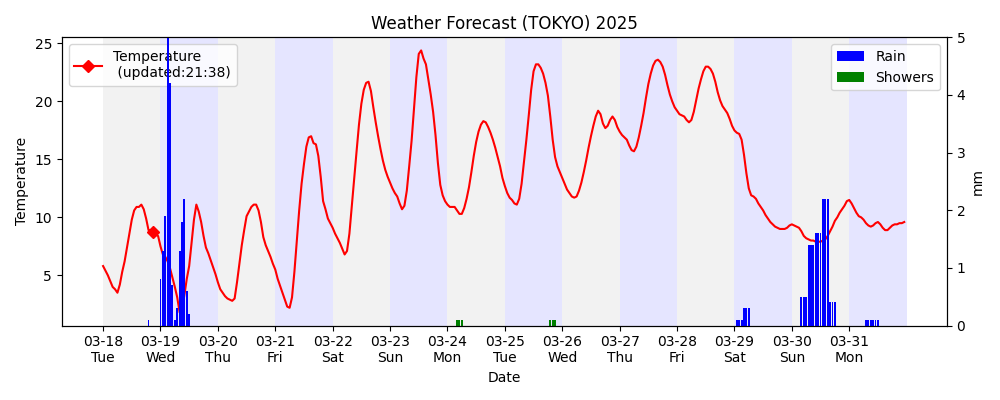 Weather Forecast (TOKYO) 2025
Temperature
(updated:21:38)
Rain
Showers
25
20
15
10
5
Temperature
5
4
3
2
1
0
mm
03-18 03-19 03-20 03-21 03-22 03-23 03-24 03-25 03-26 03-27 03-28 03-29 03-30 03-31
Tue Wed Thu Fri Sat Sun Mon Tue Wed Thu Fri Sat Sun Mon
Date